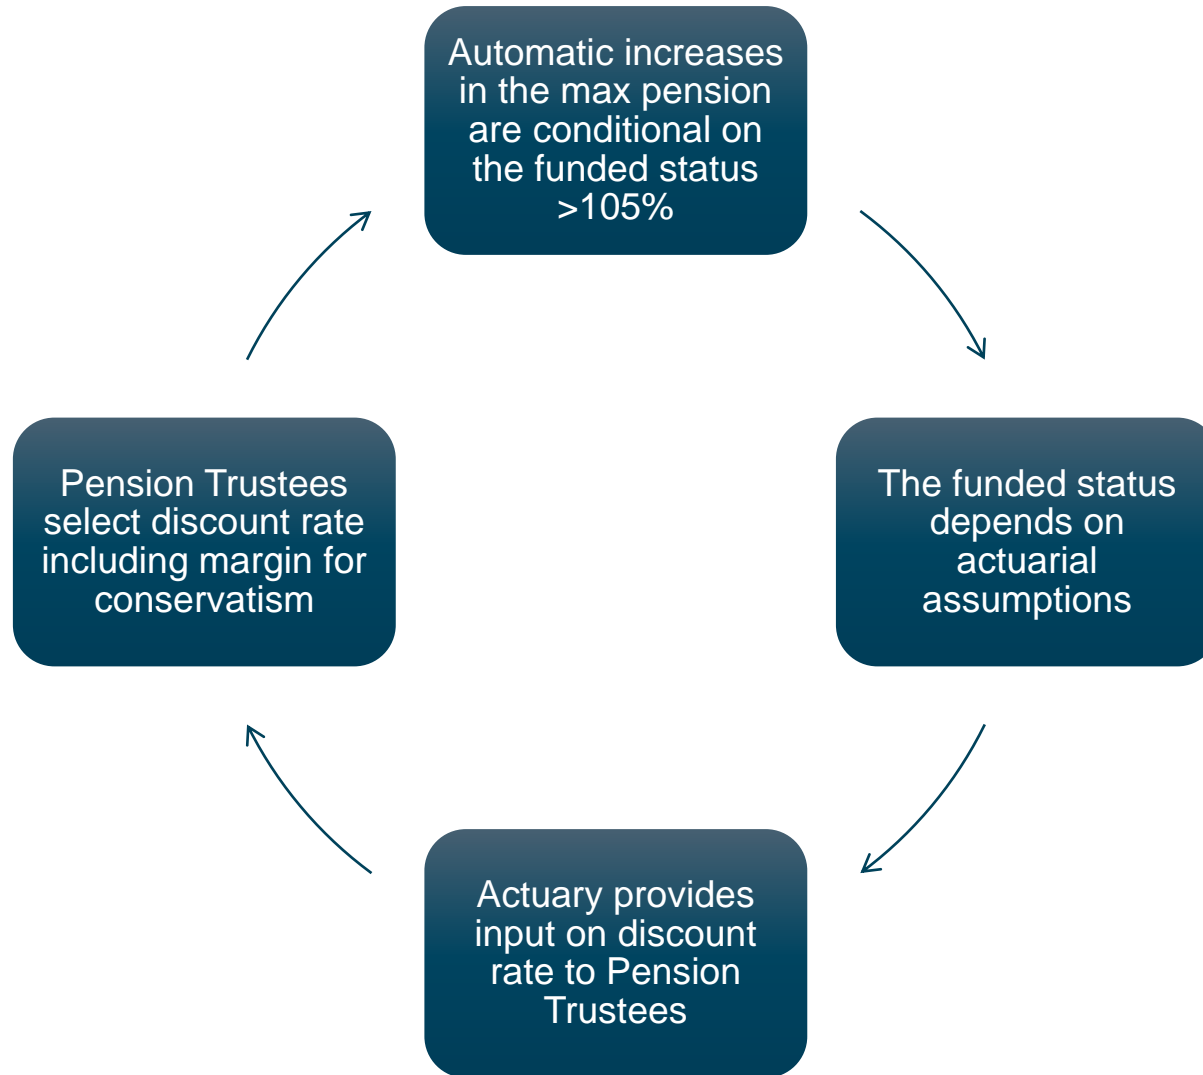 Automatic increases
in the max pension
are conditional on
the funded status
>105%
Pension Trustees
select discount rate
including margin for
conservatism
The funded status
depends on
actuarial
assumptions
Actuary provides
input on discount
rate to Pension
Trustees